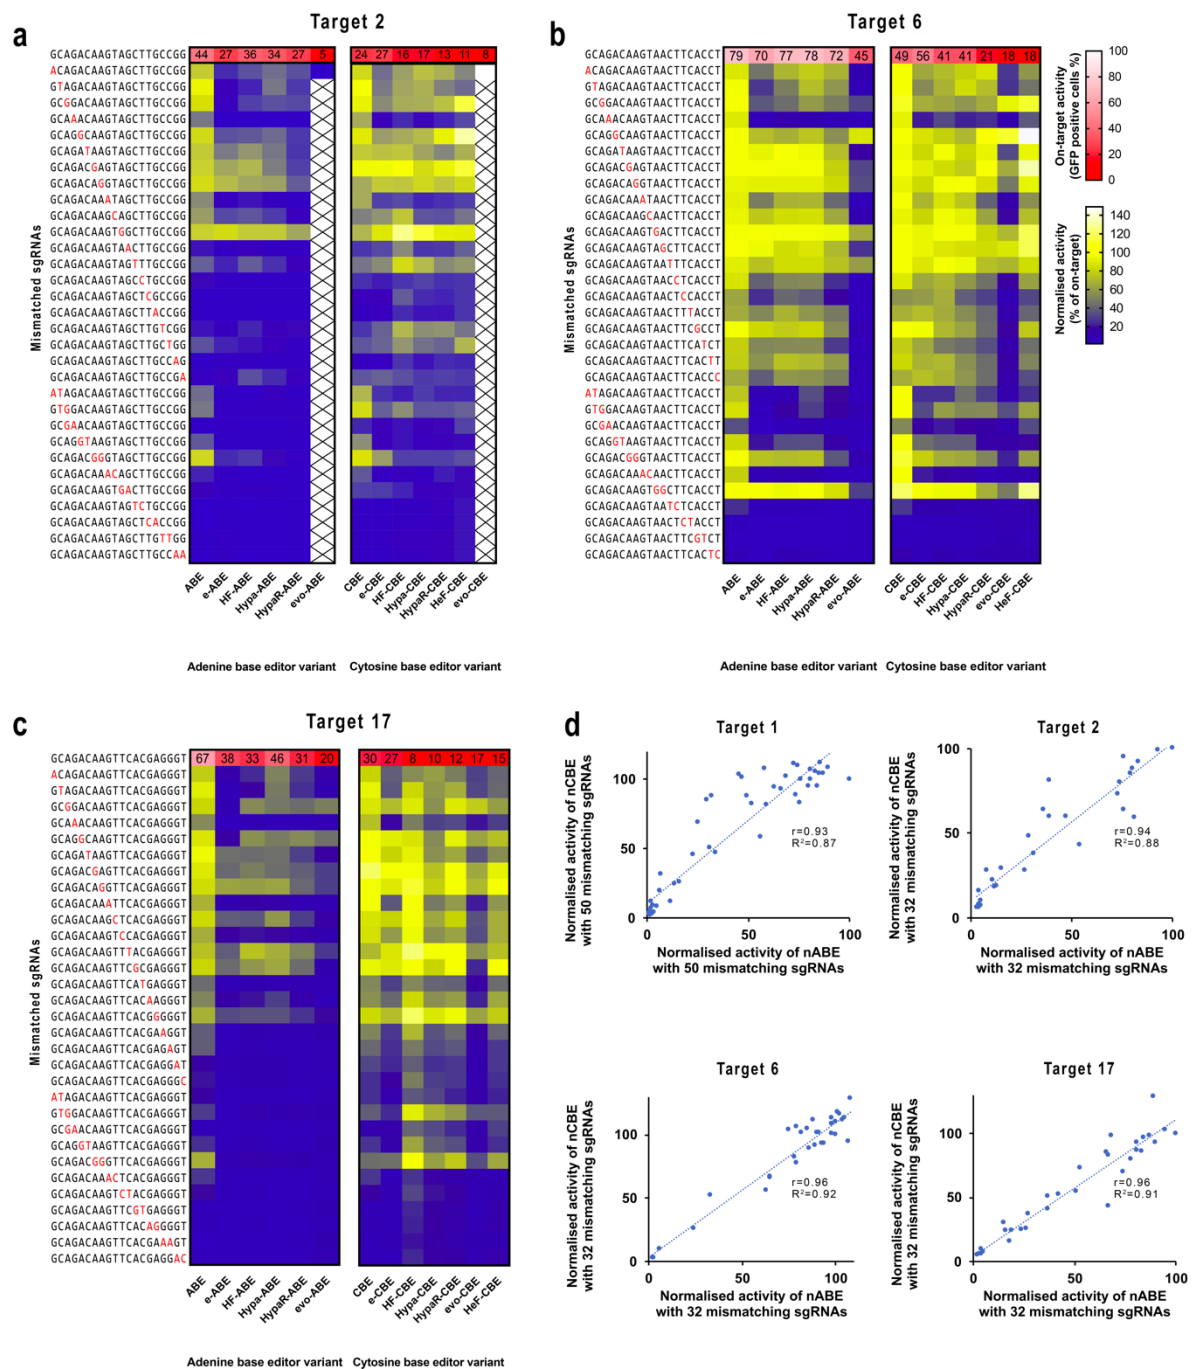 a
Target 2
Mismatched sgRNAs
GCAGACAAGTAGCTTGCCGG
ACAGACAAGTAGCTTGCCGG
GTAGACAAGTAGCTTGCCGG
GCGGACAAGTAGCTTGCCGG
GCAAACAAGTAGCTTGCCGG
GCAGGCAAGTAGCTTGCCGG
GCAGATAAGTAGCTTGCCGG
GCAGACGAGTAGCTTGCCGG
GCAGACAGGTAGCTTGCCGG
GCAGACAAATAGCTTGCCGG
GCAGACAAGCAGCTTGCCGG
GCAGACAAGTGGCTTGCCGG
GCAGACAAGTAACTTGCCGG
GCAGACAAGTAGTTTGCCGG
GCAGACAAGTAGCCTGCCGG
GCAGACAAGTAGCTCGCCGG
GCAGACAAGTAGCTTACCGG
GCAGACAAGTAGCTTGTCGG
GCAGACAAGTAGCTTGCTGG
GCAGACAAGTAGCTTGCCAG
GCAGACAAGTAGCTTGCCGA
ATAGACAAGTAGCTTGCCGG
GTGGACAAGTAGCTTGCCGG
GCGAACAAGTAGCTTGCCGG
GCAGGTAAGTAGCTTGCCGG
GCAGACGGGTAGCTTGCCGG
GCAGACAAACAGCTTGCCGG
GCAGACAAGTGACTTGCCGG
GCAGACAAGTAGTCTGCCGG
GCAGACAAGTAGCTCACCGG
GCAGACAAGTAGCTTGTTGG
GCAGACAAGTAGCTTGCCAA
44 27 36 34 27 5
24 27 16 17 13 11 8
ABE e-ABE HF-ABE Hypa-ABE HypaR-ABE evo-ABE
CBE e-CBE HF-CBE Hypa-CBE HypaR-CBE HeF-CBE evo-CBE
Adenine base editor variant
Cytosine base editor variant
b
Target 6
Mismatched sgRNAs
GCAGACAAGTAACTTCACCT
ACAGACAAGTAACTTCACCT
GTAGACAAGTAACTTCACCT
GCGGACAAGTAACTTCACCT
GCAAACAAGTAACTTCACCT
GCAGGCAAGTAACTTCACCT
GCAGATAAGTAACTTCACCT
GCAGACGAGTAACTTCACCT
GCAGACAGGTAACTTCACCT
GCAGACAAATAACTTCACCT
GCAGACAAGCAACTTCACCT
GCAGACAAGTGACTTCACCT
GCAGACAAGTAGCTTCACCT
GCAGACAAGTAATTTCACCT
GCAGACAAGTAACCTCACCT
GCAGACAAGTAACTCCACCT
GCAGACAAGTAACTTTACCT
GCAGACAAGTAACTTCGCCT
GCAGACAAGTAACTTCATCT
GCAGACAAGTAACTTCACTT
GCAGACAAGTAACTTCACCC
ATAGACAAGTAACTTCACCT
GTGGACAAGTAACTTCACCT
GCGAACAAGTAACTTCACCT
GCAGGTAAGTAACTTCACCT
GCAGACGGGTAACTTCACCT
GCAGACAAACAACTTCACCT
GCAGACAAGTGGCTTCACCT
GCAGACAAGTAATCTCACCT
GCAGACAAGTAACTCTACCT
GCAGACAAGTAACTTCGTCT
GCAGACAAGTAACTTCACTC
79 70 77 78 72 45
49 56 41 41 21 18 18
ABE e-ABE HF-ABE Hypa-ABE HypaR-ABE evo-ABE
CBE e-CBE HF-CBE Hypa-CBE HypaR-CBE evo-CBE HeF-CBE
Adenine base editor variant
Cytosine base editor variant
On-target activity
(GFP positive cells %)
100
80
60
40
20
0
Normalised activity
(% of on-target)
140
120
100
80
60
40
20
c
Target 17
Mismatched sgRNAs
GCAGACAAGTTCACGAGGGT
ACAGACAAGTTCACGAGGGT
GTAGACAAGTTCACGAGGGT
GCGGACAAGTTCACGAGGGT
GCAAACAAGTTCACGAGGGT
GCAGGCAAGTTCACGAGGGT
GCAGATAAGTTCACGAGGGT
GCAGACGAGTTCACGAGGGT
GCAGACAGGTTCACGAGGGT
GCAGACAAATTCACGAGGGT
GCAGACAAGCTCACGAGGGT
GCAGACAAGTCCACGAGGGT
GCAGACAAGTTTACGAGGGT
GCAGACAAGTTCGCGAGGGT
GCAGACAAGTTCATGAGGGT
GCAGACAAGTTCACAAGGGT
GCAGACAAGTTCACGGGGGT
GCAGACAAGTTCACGAAGGT
GCAGACAAGTTCACGAGAGT
GCAGACAAGTTCACGAGGAT
GCAGACAAGTTCACGAGGGC
ATAGACAAGTTCACGAGGGT
GTGGACAAGTTCACGAGGGT
GCGAACAAGTTCACGAGGGT
GCAGGTAAGTTCACGAGGGT
GCAGACGGGTTCACGAGGGT
GCAGACAAACTCACGAGGGT
GCAGACAAGTCTACGAGGGT
GCAGACAAGTTCGTGAGGGT
GCAGACAAGTTCACAGGGGT
GCAGACAAGTTCACGAAAGT
GCAGACAAGTTCACGAGGAC
67 38 33 46 31 20
30 27 8 10 12 17 15
ABE e-ABE HF-ABE Hypa-ABE HypaR-ABE evo-ABE
CBE e-CBE HF-CBE Hypa-CBE HypaR-CBE evo-CBE HeF-CBE
Adenine base editor variant
Cytosine base editor variant
d
Target 1
Normalised activity of nCBE
with 50 mismatching sgRNAs
100
50
0
r=0.93
R²=0.87
0 50 100
Normalised activity of nABE
with 50 mismatching sgRNAs
Target 2
Normalised activity of nCBE
with 32 mismatching sgRNAs
100
50
0
r=0.94
R²=0.88
0 50 100
Normalised activity of nABE
with 32 mismatching sgRNAs
Target 6
Normalised activity of nCBE
with 32 mismatching sgRNAs
100
50
0
r=0.96
R²=0.92
0 50 100
Normalised activity of nABE
with 32 mismatching sgRNAs
Target 17
Normalised activity of nCBE
with 32 mismatching sgRNAs
100
50
0
r=0.96
R²=0.91
0 50 100
Normalised activity of nABE
with 32 mismatching sgRNAs